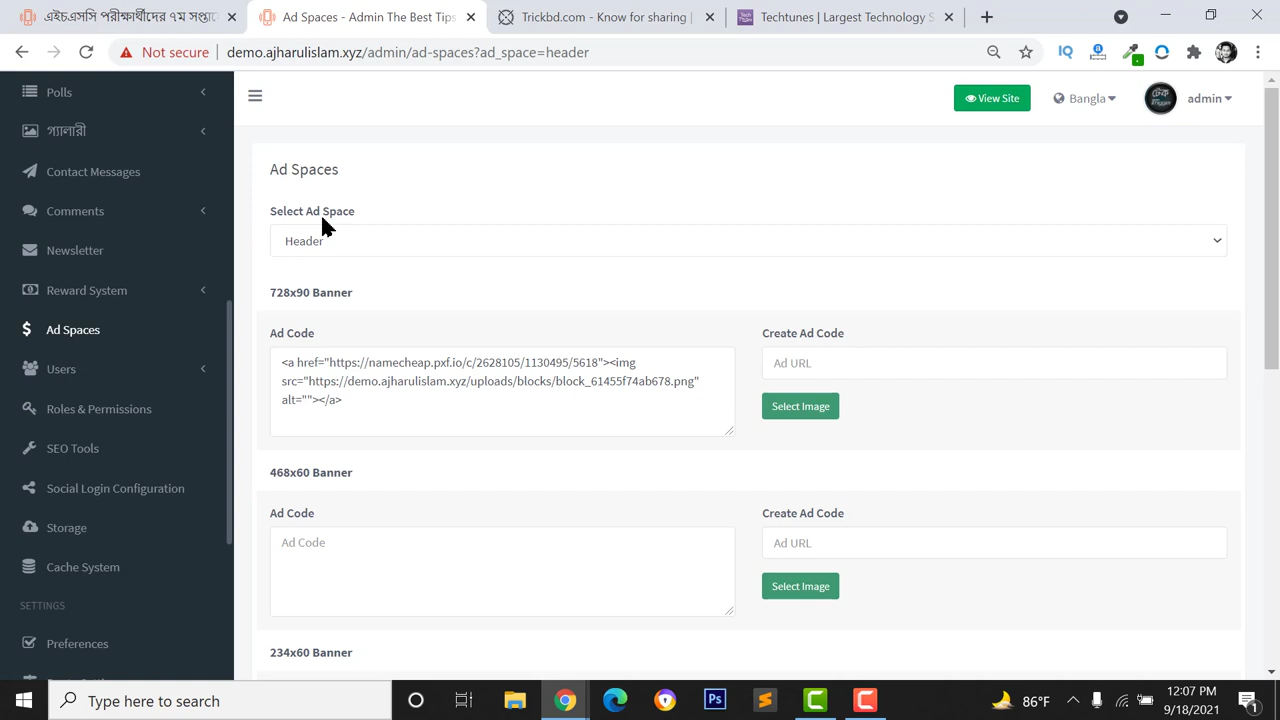 এইচএসসি পরীক্ষার্থীদের ৭ম সপ্তা
Ad Spaces - Admin The Best Tips
Trickbd.com - Know for sharing
Techtunes | Largest Technology S
Not secure
demo.ajharulislam.xyz/admin/ad-spaces?ad_space=header
Polls
গ্যালারী
Contact Messages
Comments
Newsletter
Reward System
Ad Spaces
Users
Roles & Permissions
SEO Tools
Social Login Configuration
Storage
Cache System
SETTINGS
Preferences
View Site
Bangla
admin
Ad Spaces
Select Ad Space
Header
728x90 Banner
Ad Code
Create Ad Code
<a href="https://namecheap.pxf.io/c/2628105/1130495/5618"><img
src="https://demo.ajharulislam.xyz/uploads/blocks/block_61455f74ab678.png"
alt=""></a>
Ad URL
Select Image
468x60 Banner
Ad Code
Create Ad Code
Ad Code
Ad URL
Select Image
234x60 Banner
Type here to search
86°F
12:07 PM
9/18/2021